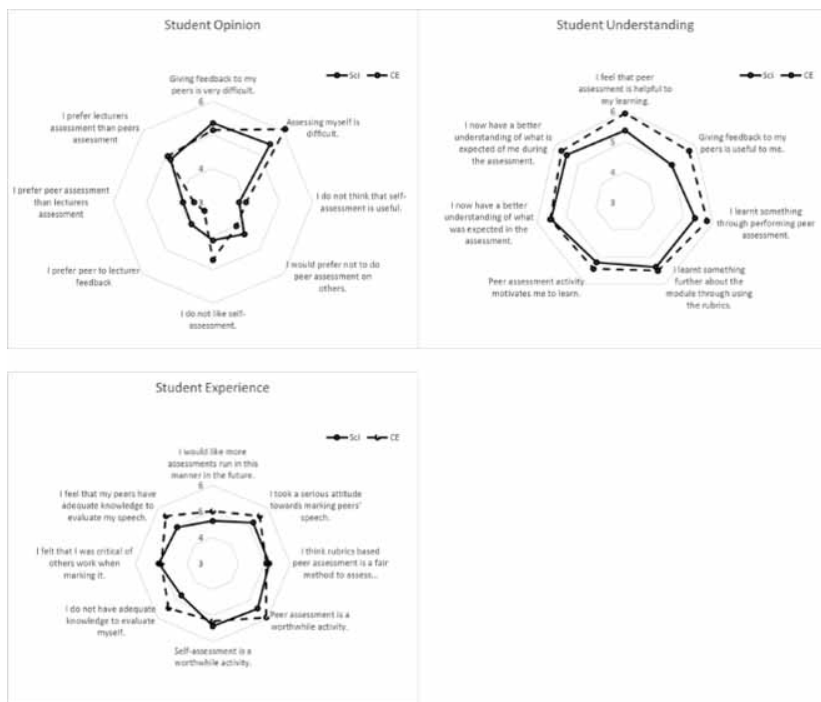 Student Opinion
Sci CE
Giving feedback to my
peers is very difficult.
6
Assessing myself is
difficult.
I do not think that self-
assessment is useful.
I would prefer not to do
peer assessment on
others.
I do not like self-
assessment.
I prefer peer to lecturer
feedback
I prefer peer assessment
than lecturers
assessment
I prefer lecturers
assessment than peers
assessment
4
3
Student Understanding
Sci CE
I feel that peer
assessment is helpful to
my learning.
6
Giving feedback to my
peers is useful to me.
I learnt something
through performing peer
assessment.
I learnt something
further about the
module through using
the rubrics.
Peer assessment activity
motivates me to learn.
I now have a better
understanding of what
was expected in the
assessment.
I now have a better
understanding of what is
expected of me during
the assessment.
5
4
3
Student Experience
Sci CE
I would like more
assessments run in this
manner in the future.
6
I took a serious attitude
towards marking peers'
speech.
I think rubrics based
peer assessment is a fair
method to assess...
Peer assessment is a
worthwhile activity.
Self-assessment is a
worthwhile activity.
I do not have adequate
knowledge to evaluate
myself.
I felt that I was critical of
others work when
marking it.
I feel that my peers have
adequate knowledge to
evaluate my speech.
5
4
3